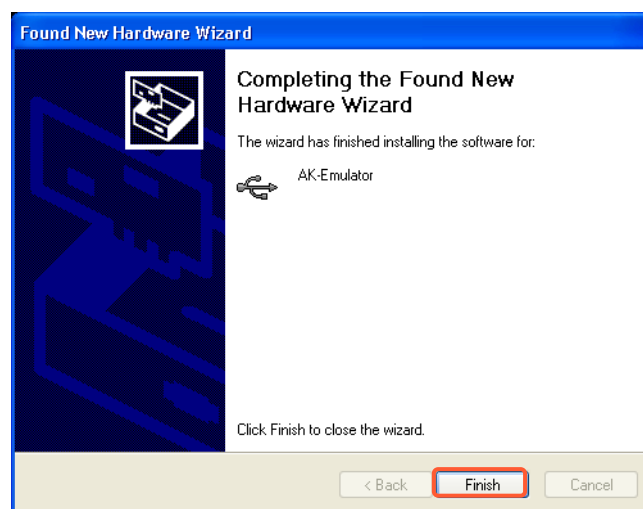 Found New Hardware Wizard
Completing the Found New
Hardware Wizard
The wizard has finished installing the software for:
AK-Emulator
Click Finish to close the wizard.
< Back
Finish
Cancel